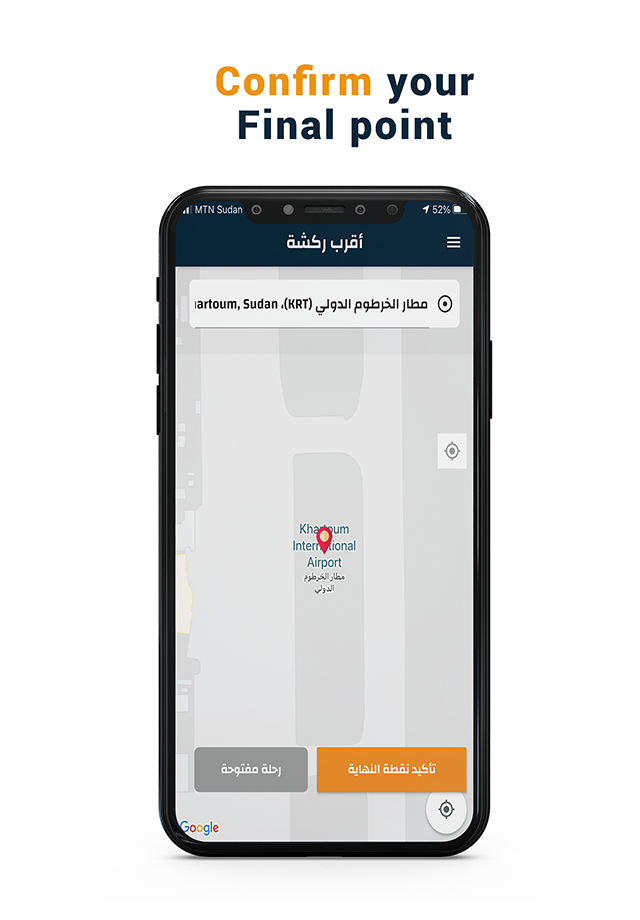 Confirm your
Final point
MTN Sudan
52%
أقرب ركشة
مطار الخرطوم الدولي (KRT)، artoum, Sudan
Khartoum
International
Airport
مطار الخرطوم
الدولي
رحلة مفتوحة
تأكيد نقطة النهاية
Google